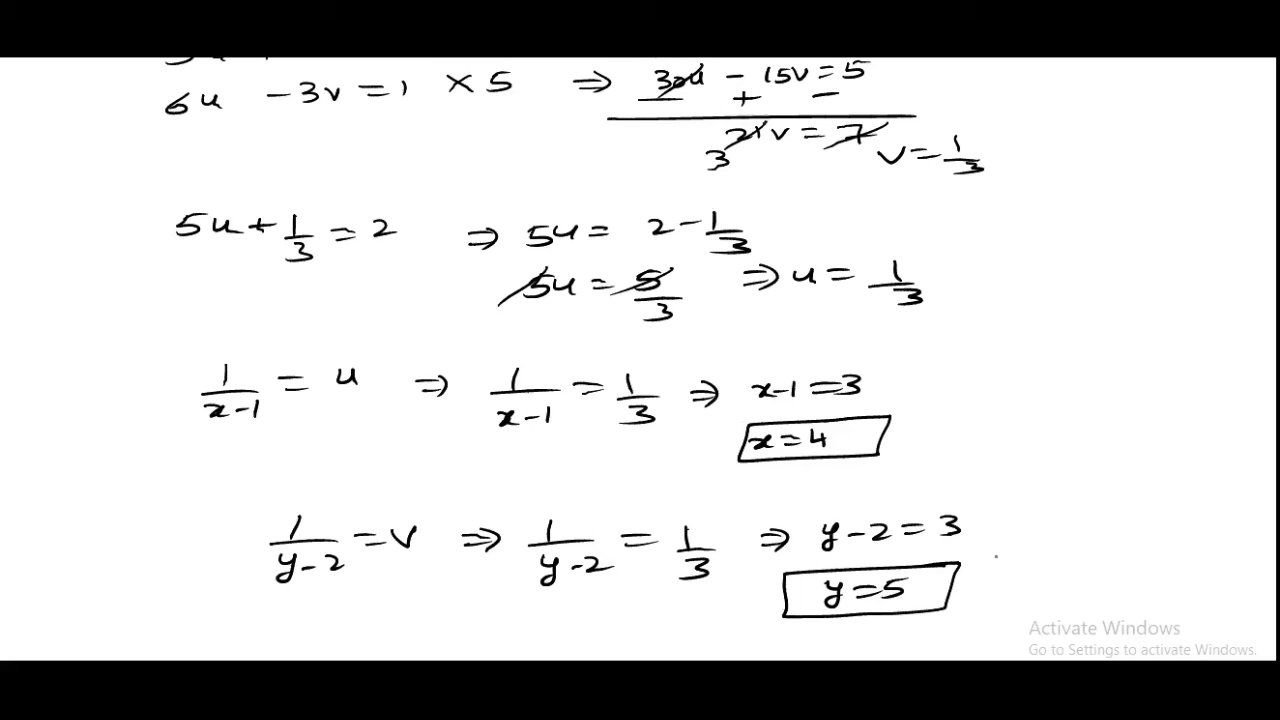 6u - 3v = 1 × 5 ⇒ 30u - 15v = 5
+ -
21v = 7
3
v = 1/3
5u + 1/3 = 2 ⇒ 5u = 2 - 1/3
5u = 5/3 ⇒ u = 1/3
1/(x-1) = u ⇒ 1/(x-1) = 1/3 ⇒ x-1 = 3
x = 4
1/(y-2) = v ⇒ 1/(y-2) = 1/3 ⇒ y-2 = 3
y = 5
Activate Windows
Go to Settings to activate Windows.